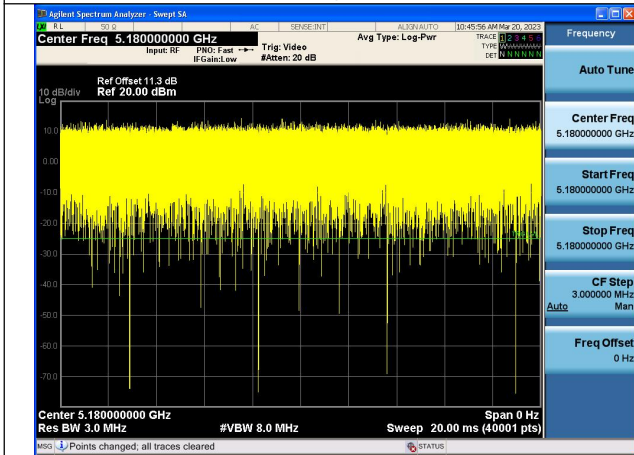 Agilent Spectrum Analyzer - Swept SA
RL 50 Ω AC SENSE:INT ALIGN AUTO 10:45:56 AM Mar 20, 2023
Center Freq 5.180000000 GHz Avg Type: Log-Pwr TRACE 1 2 3 4 5 6
Input: RF PNO: Fast Trig: Video TYPE
IFGain:Low #Atten: 20 dB DET N N N N N N
Frequency
Auto Tune
Ref Offset 11.3 dB
10 dB/div Ref 20.00 dBm
Log
10.0
0.00
-10.0
-20.0
-30.0
-40.0
-50.0
-60.0
-70.0
Center Freq
5.180000000 GHz
Start Freq
5.180000000 GHz
Stop Freq
5.180000000 GHz
CF Step
3.000000 MHz
Auto Man
Freq Offset
0 Hz
Center 5.180000000 GHz Span 0 Hz
Res BW 3.0 MHz #VBW 8.0 MHz Sweep 20.00 ms (40001 pts)
MSG Points changed; all traces cleared STATUS